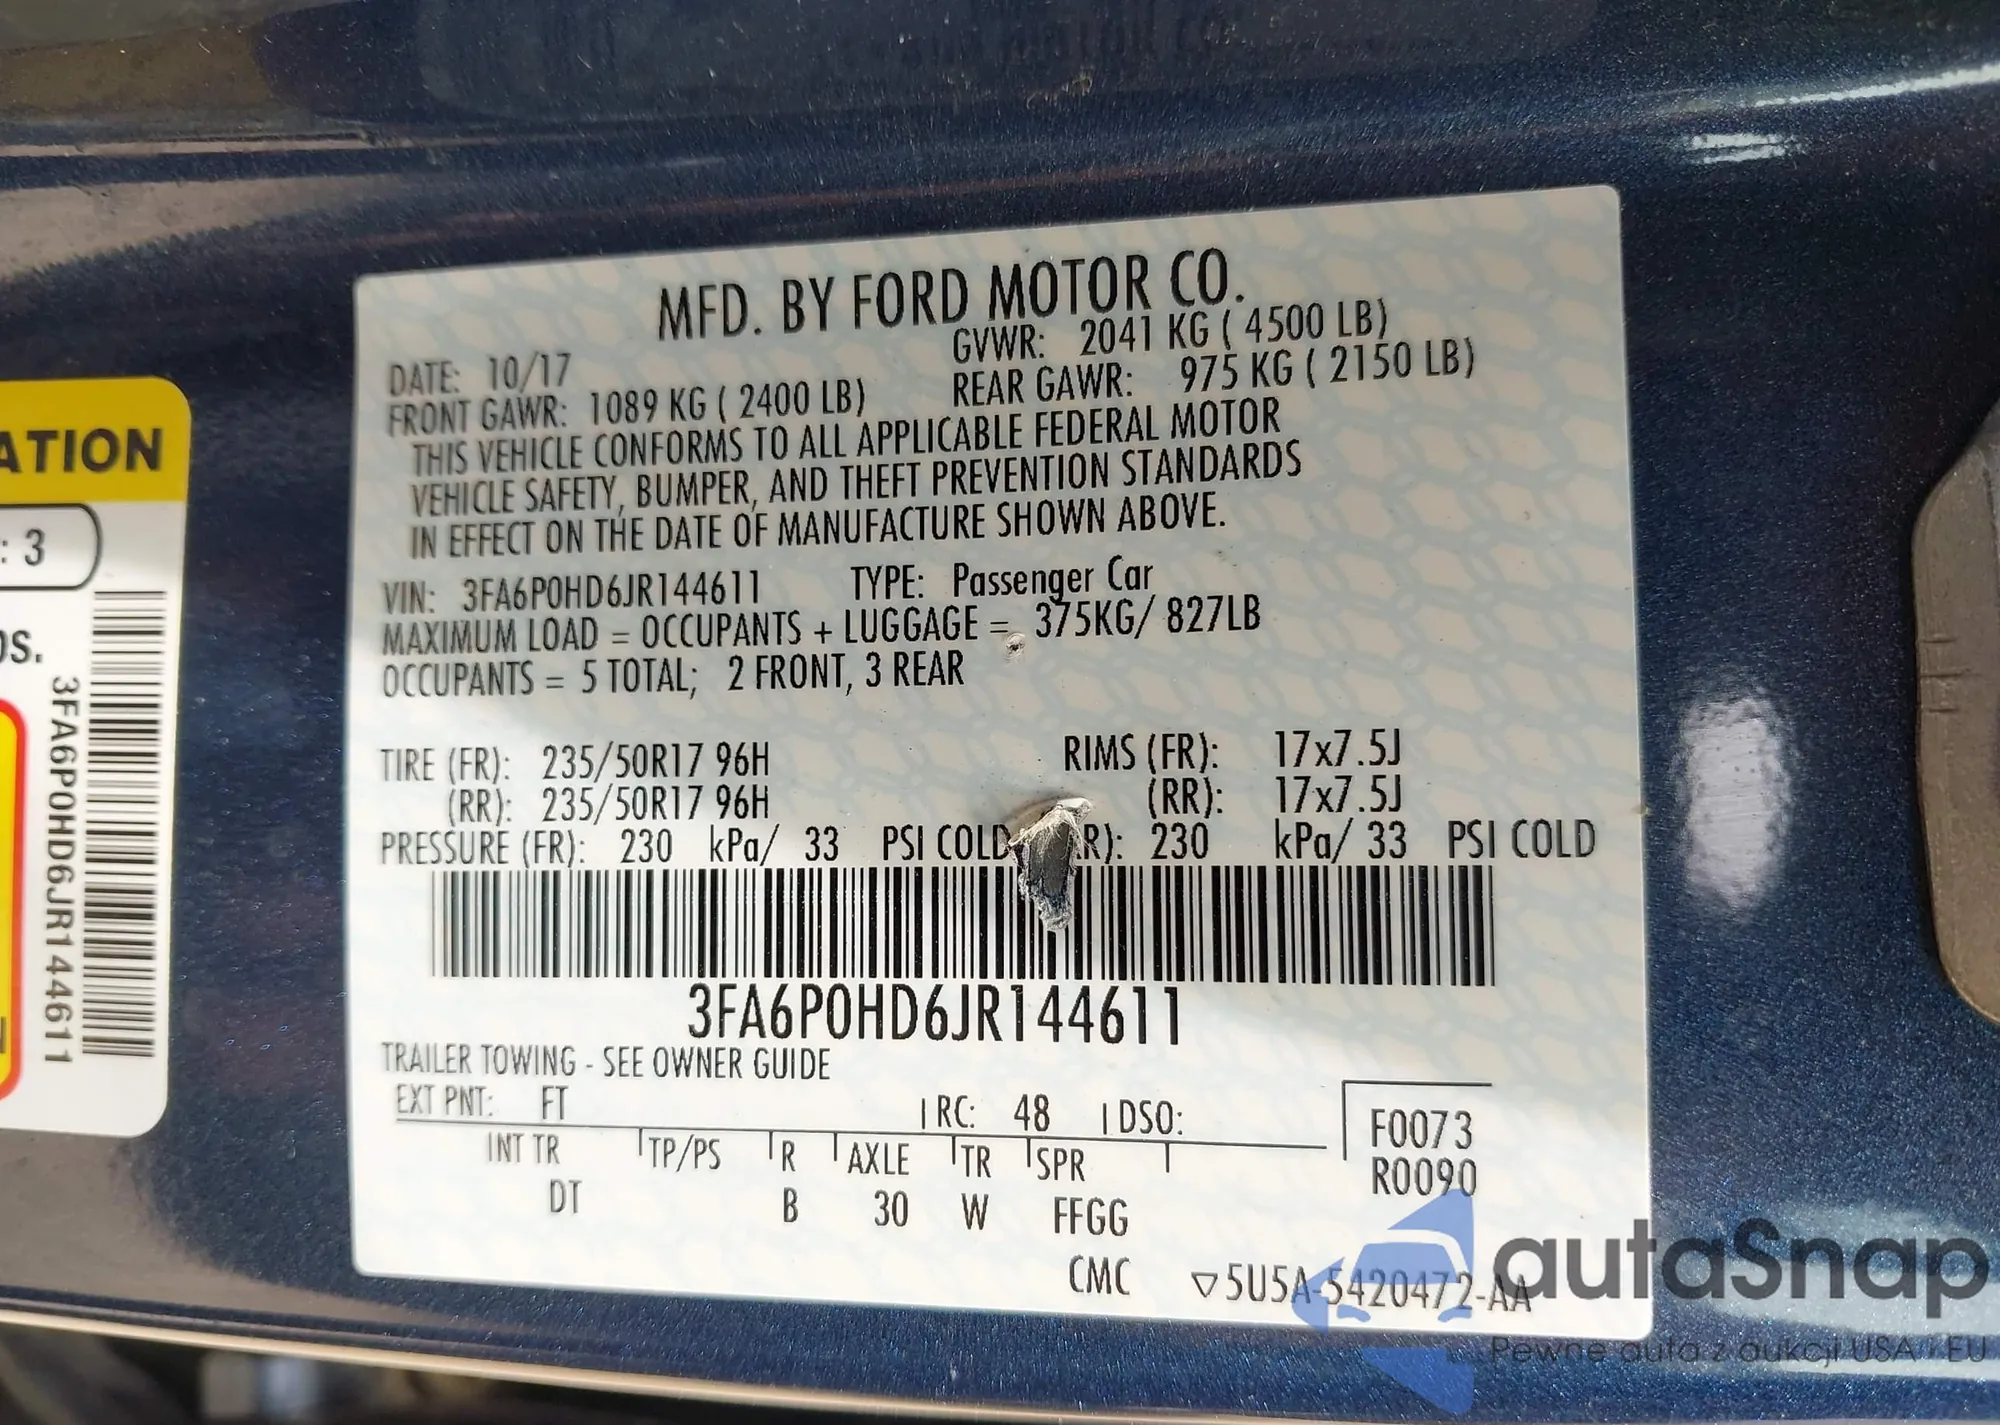 MFD. BY FORD MOTOR CO.
DATE: 10/17 GVWR: 2041 KG ( 4500 LB)
FRONT GAWR: 1089 KG ( 2400 LB) REAR GAWR: 975 KG ( 2150 LB)
THIS VEHICLE CONFORMS TO ALL APPLICABLE FEDERAL MOTOR
VEHICLE SAFETY, BUMPER, AND THEFT PREVENTION STANDARDS
IN EFFECT ON THE DATE OF MANUFACTURE SHOWN ABOVE.
VIN: 3FA6P0HD6JR144611 TYPE: Passenger Car
MAXIMUM LOAD = OCCUPANTS + LUGGAGE = 375KG/ 827LB
OCCUPANTS = 5 TOTAL; 2 FRONT, 3 REAR
TIRE (FR): 235/50R17 96H RIMS (FR): 17x7.5J
(RR): 235/50R17 96H (RR): 17x7.5J
PRESSURE (FR): 230 kPa/ 33 PSI COLD R): 230 kPa/ 33 PSI COLD
3FA6P0HD6JR144611
TRAILER TOWING - SEE OWNER GUIDE
EXT PNT: FT RC: 48 DSO: F0073
INT TR TP/PS R AXLE TR SPR R0090
DT B 30 W FFGG
CMC ▽5U5A-5420472-AA
ATION
: 3
DS.
3FA6P0HD6JR144611
autaSnap
Pewne auta z aukcji USA i EU